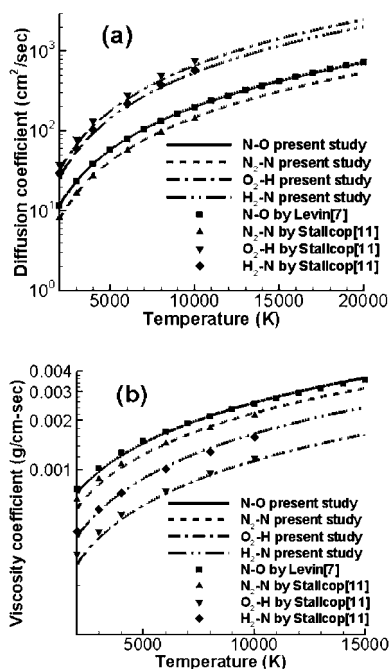 (a)
Diffusion coefficient (cm²/sec)
10³
10²
10¹
10⁰
N-O present study
N₂-N present study
O₂-H present study
H₂-N present study
N-O by Levin[7]
N₂-N by Stallcop[11]
O₂-H by Stallcop[11]
H₂-N by Stallcop[11]
5000 10000 15000 20000
Temperature (K)
(b)
Viscosity coefficient (g/cm-sec)
0.004
0.003
0.002
0.001
N-O present study
N₂-N present study
O₂-H present study
H₂-N present study
N-O by Levin[7]
N₂-N by Stallcop[11]
O₂-H by Stallcop[11]
H₂-N by Stallcop[11]
5000 10000 15000
Temperature (K)